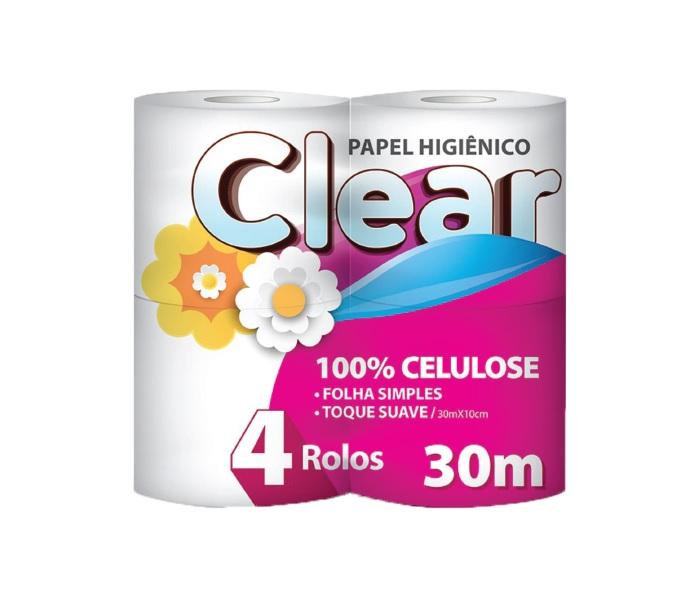 PAPEL HIGIÊNICO
Clear
100% CELULOSE
• FOLHA SIMPLES
• TOQUE SUAVE / 30mX10cm
4 Rolos
30m